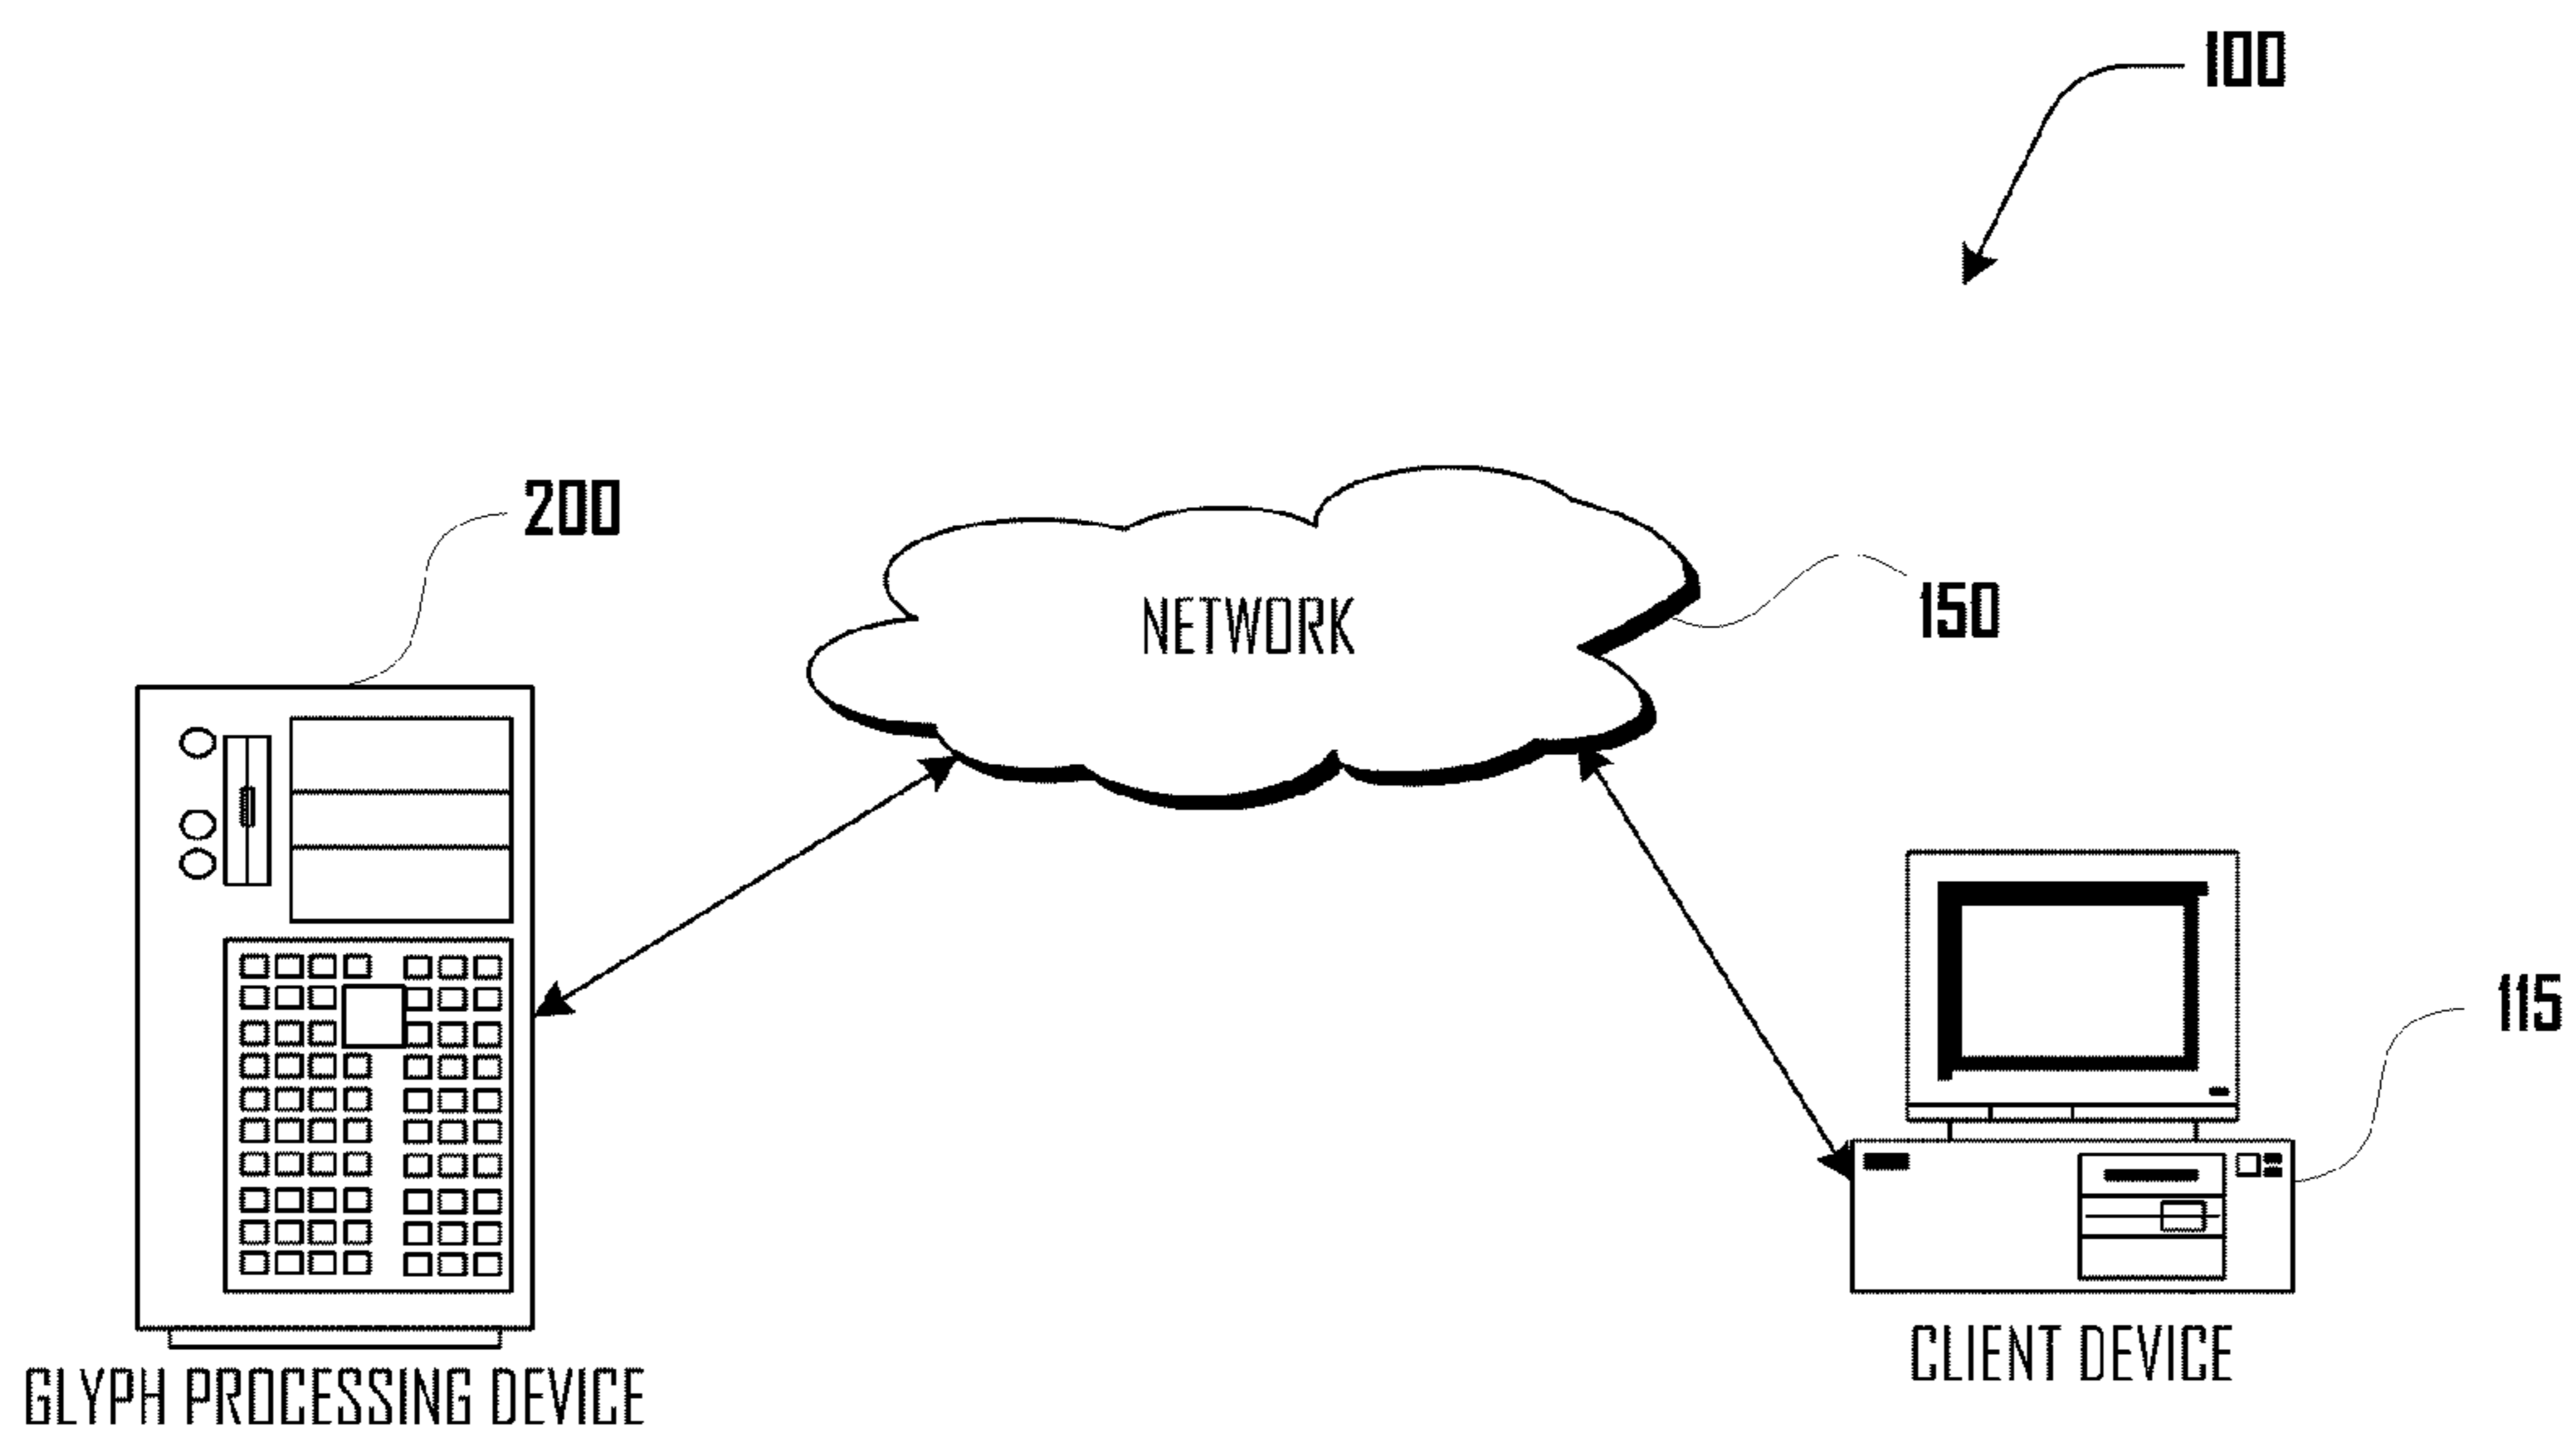 100
200
NETWORK
150
115
CLIENT DEVICE
GLYPH PROCESSING DEVICE